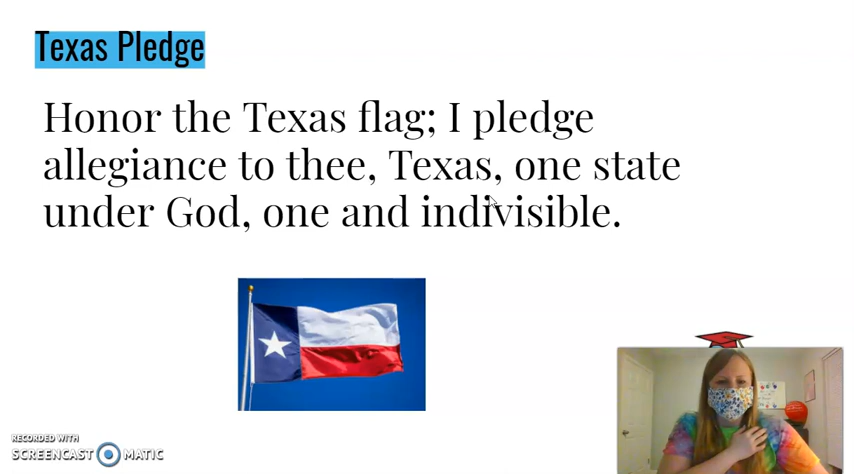 Texas Pledge
Honor the Texas flag; I pledge
allegiance to thee, Texas, one state
under God, one and indivisible.
RECORDED WITH
SCREENCAST MATIC